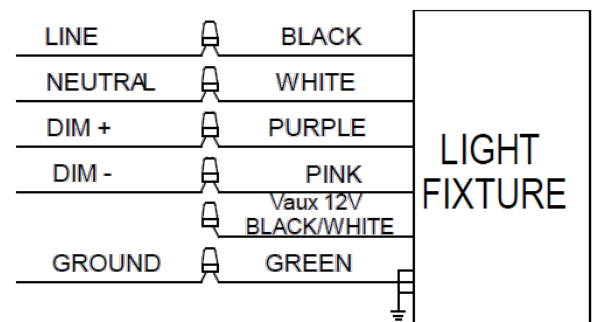 LINE BLACK
NEUTRAL WHITE
DIM + PURPLE
DIM - PINK
Vaux 12V
BLACK/WHITE
GROUND GREEN
LIGHT
FIXTURE